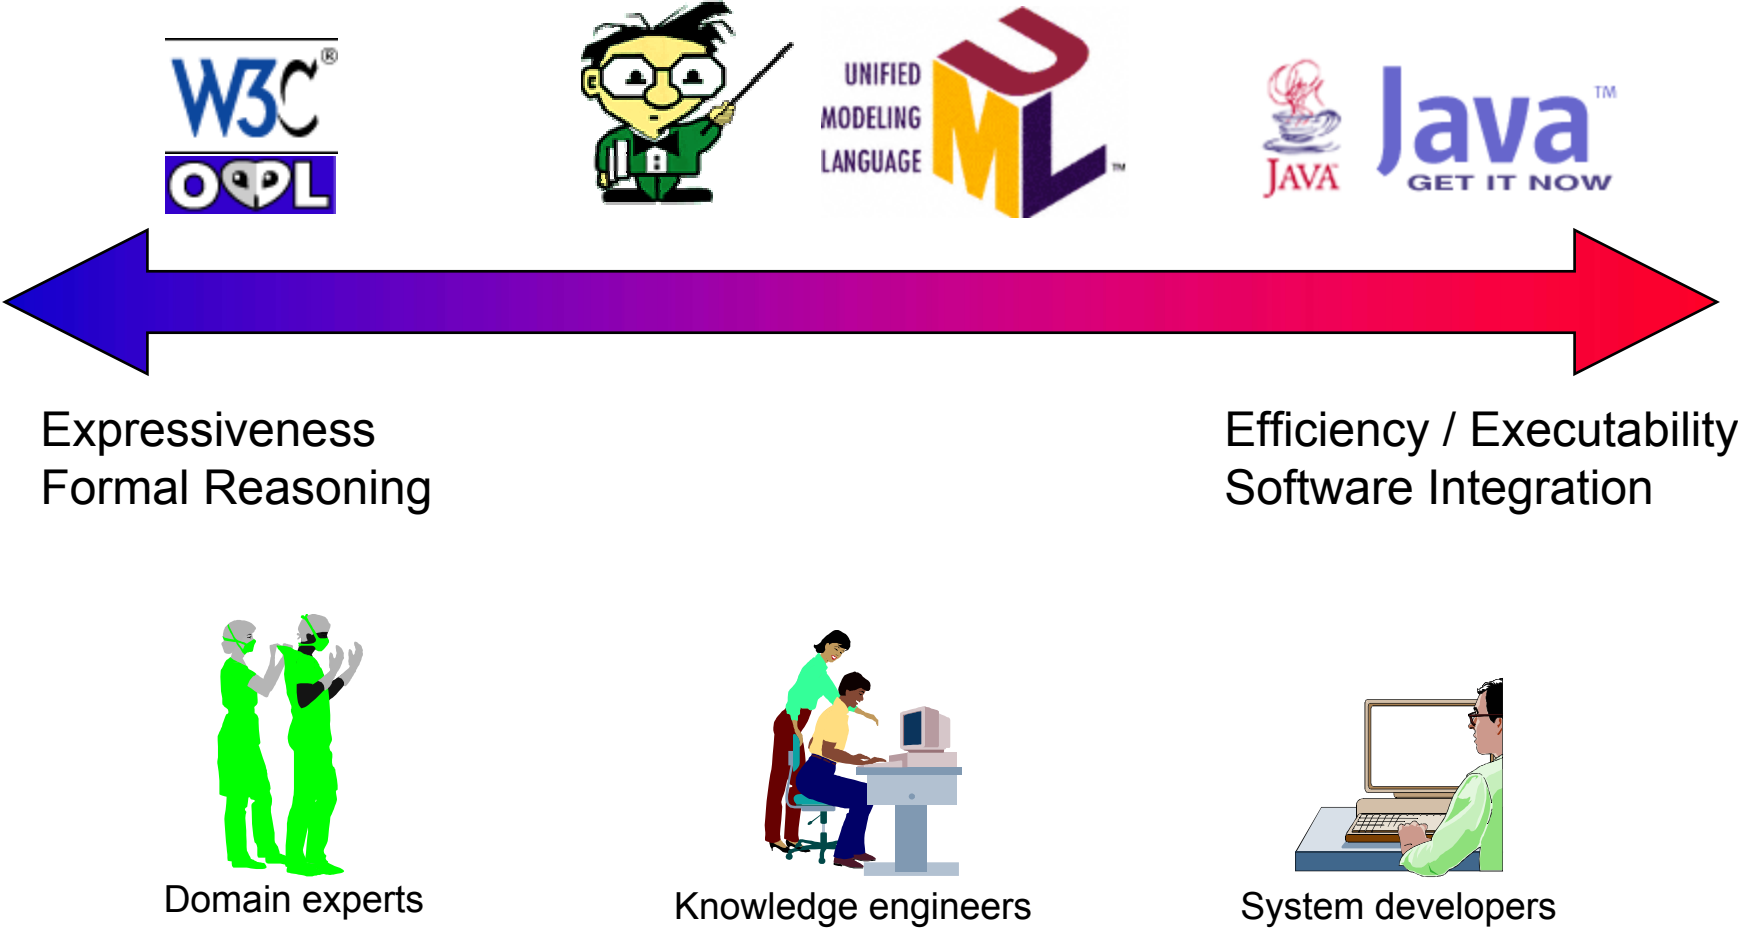 W3C®
OWL
UNIFIED
MODELING
LANGUAGE
UML™
JAVA
Java™
GET IT NOW
Expressiveness
Formal Reasoning
Efficiency / Executability
Software Integration
Domain experts
Knowledge engineers
System developers